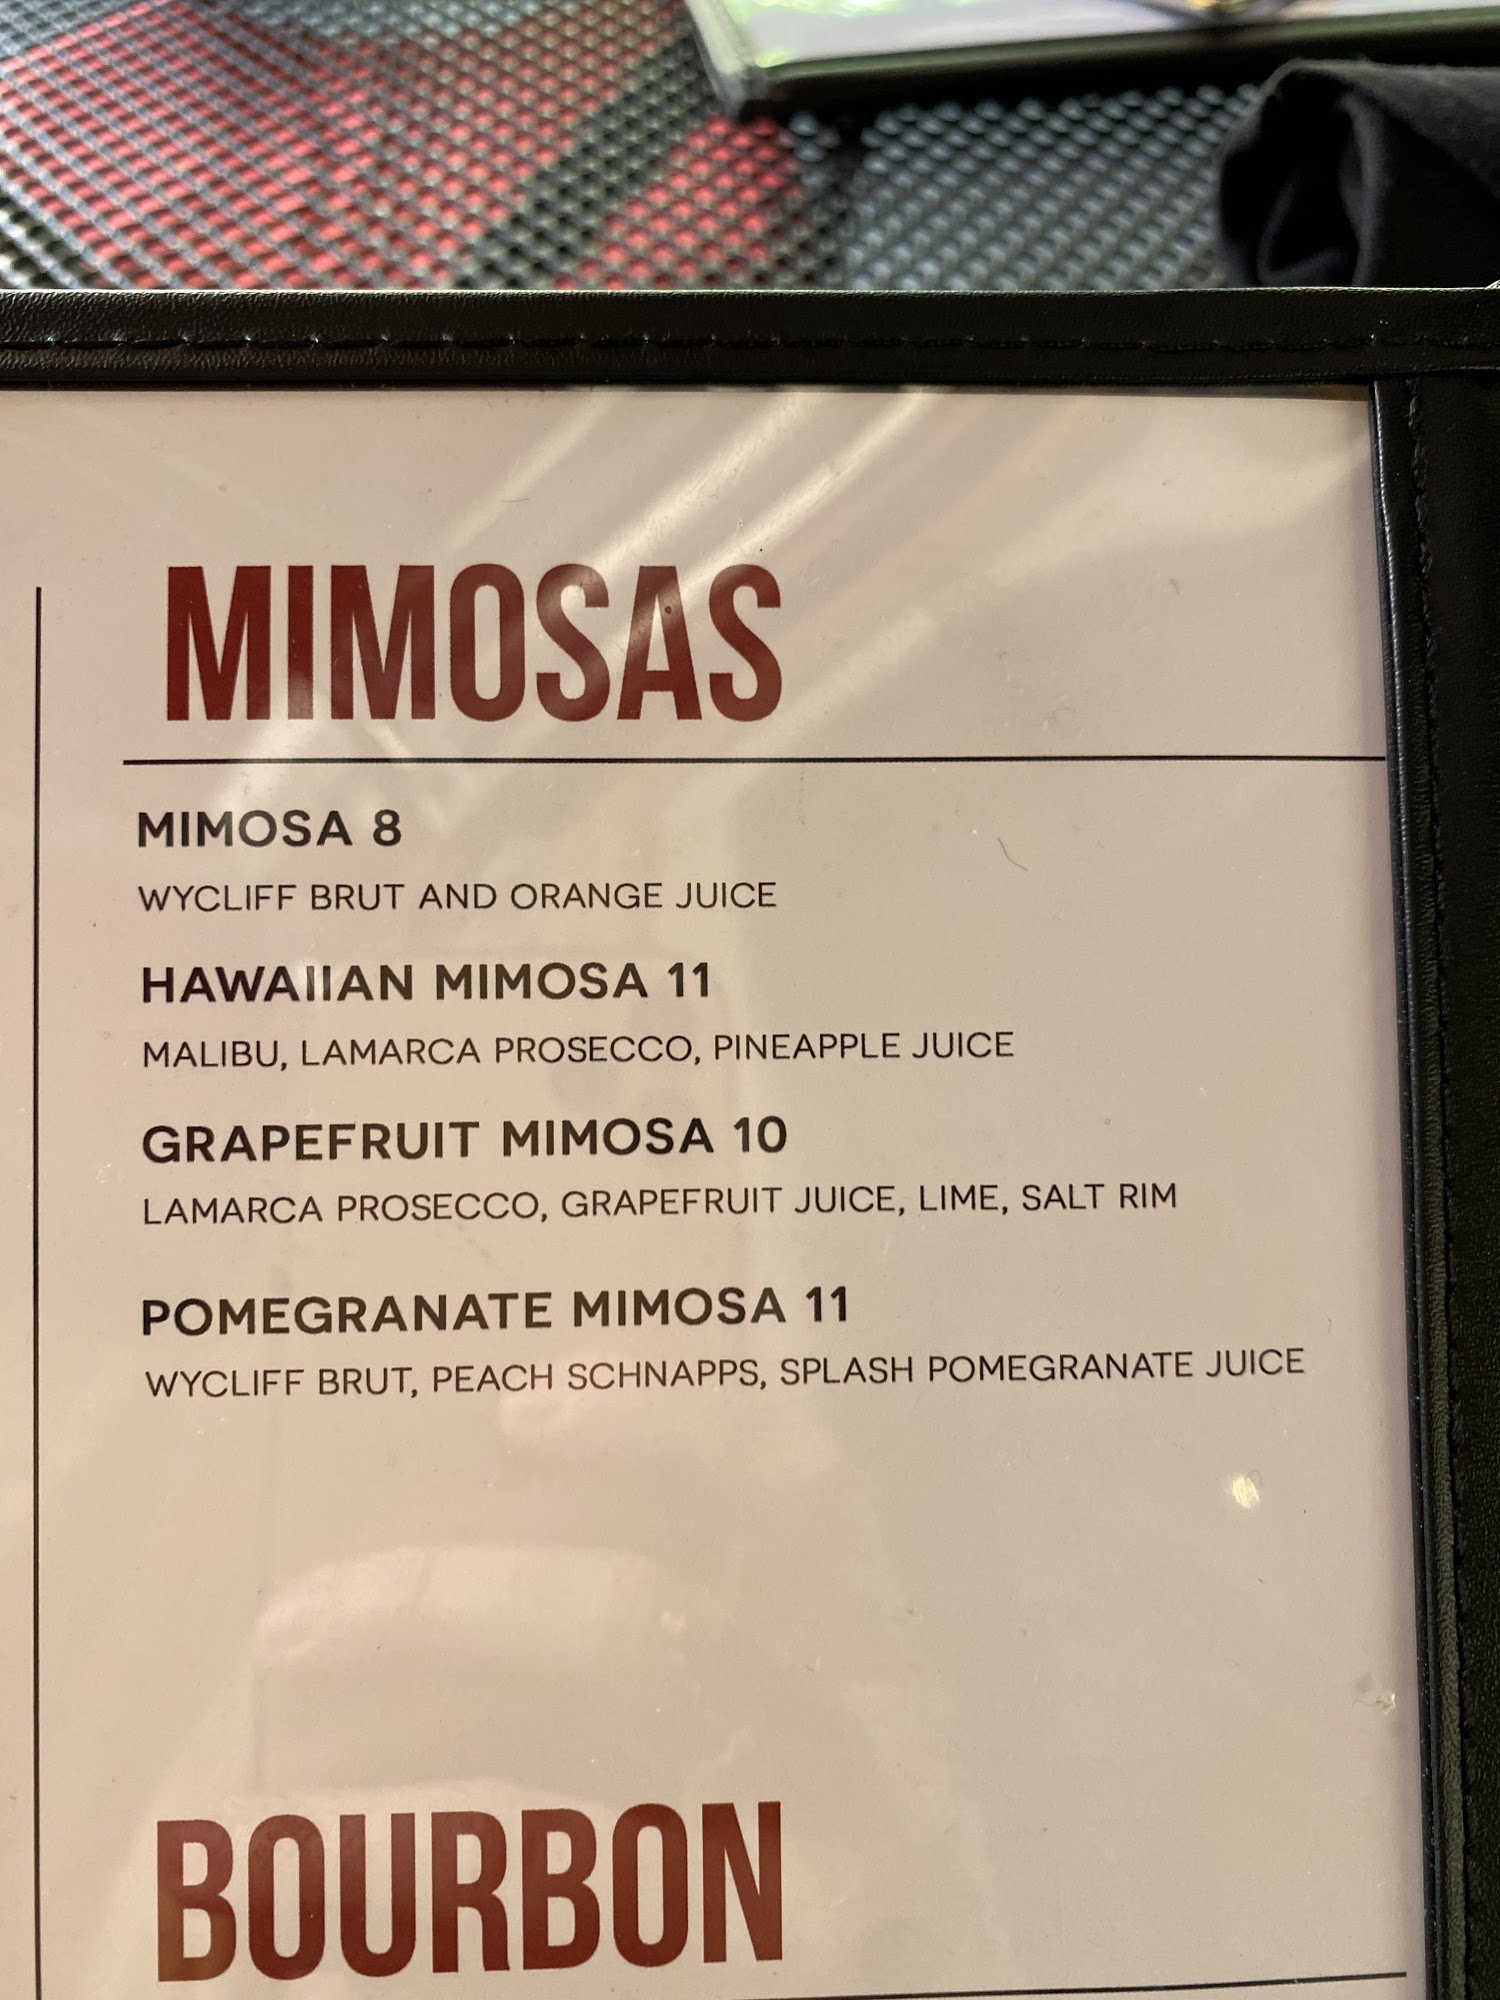 MIMOSAS
MIMOSA 8
WYCLIFF BRUT AND ORANGE JUICE
HAWAIIAN MIMOSA 11
MALIBU, LAMARCA PROSECCO, PINEAPPLE JUICE
GRAPEFRUIT MIMOSA 10
LAMARCA PROSECCO, GRAPEFRUIT JUICE, LIME, SALT RIM
POMEGRANATE MIMOSA 11
WYCLIFF BRUT, PEACH SCHNAPPS, SPLASH POMEGRANATE JUICE
BOURBON